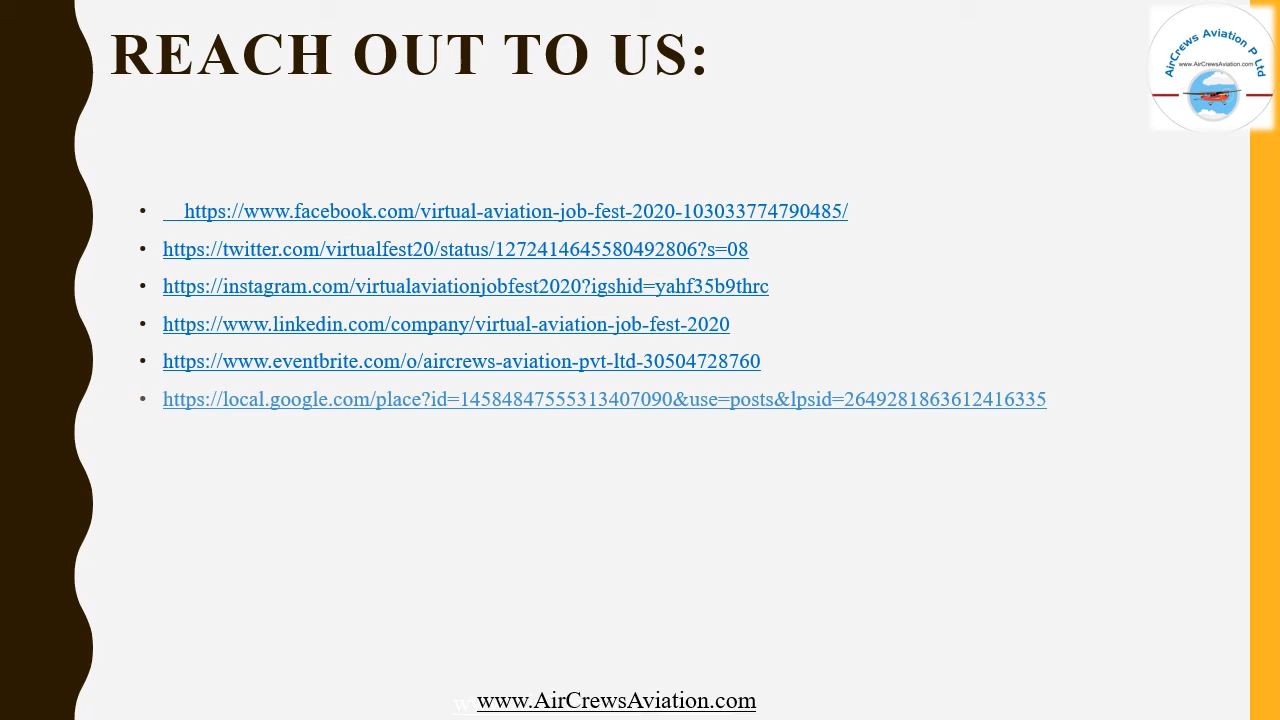 REACH OUT TO US:
AirCrews Aviation P Ltd
www.AirCrewsAviation.com
• https://www.facebook.com/virtual-aviation-job-fest-2020-103033774790485/
• https://twitter.com/virtualfest20/status/1272414645580492806?s=08
• https://instagram.com/virtualaviationjobfest2020?igshid=yahf35b9thrc
• https://www.linkedin.com/company/virtual-aviation-job-fest-2020
• https://www.eventbrite.com/o/aircrews-aviation-pvt-ltd-30504728760
• https://local.google.com/place?id=14584847555313407090&use=posts&lpsid=2649281863612416335
www.AirCrewsAviation.com